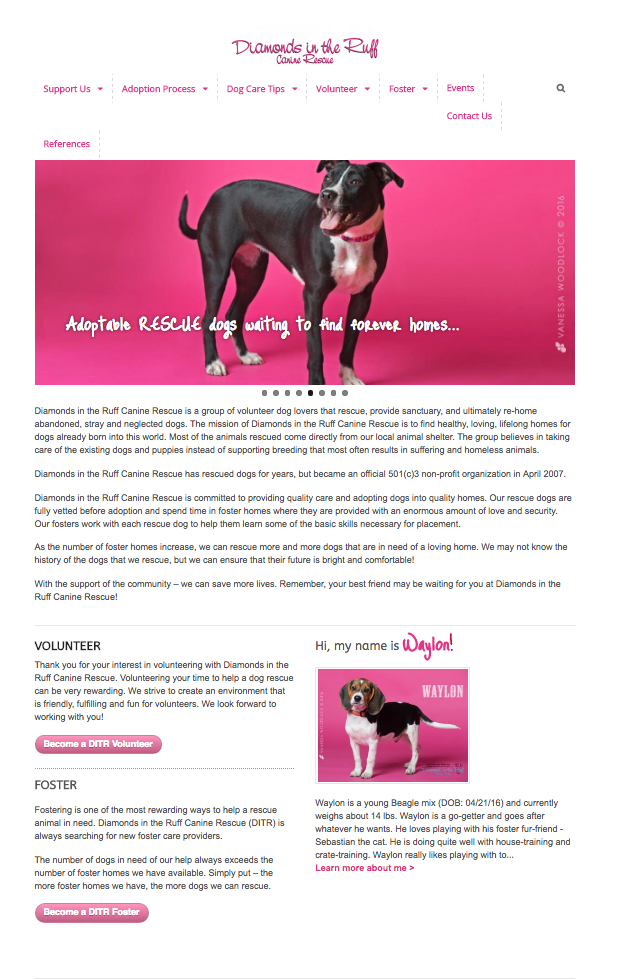 Diamonds in the Ruff
Canine Rescue
Support Us
Adoption Process
Dog Care Tips
Volunteer
Foster
Events
Contact Us
References
VANESSA WOODLOCK © 2016
Adoptable RESCUE dogs waiting to find forever homes...
Diamonds in the Ruff Canine Rescue is a group of volunteer dog lovers that rescue, provide sanctuary, and ultimately re-home
abandoned, stray and neglected dogs. The mission of Diamonds in the Ruff Canine Rescue is to find healthy, loving, lifelong homes for
dogs already born into this world. Most of the animals rescued come directly from our local animal shelter. The group believes in taking
care of the existing dogs and puppies instead of supporting breeding that most often results in suffering and homeless animals.
Diamonds in the Ruff Canine Rescue has rescued dogs for years, but became an official 501(c)3 non-profit organization in April 2007.
Diamonds in the Ruff Canine Rescue is committed to providing quality care and adopting dogs into quality homes. Our rescue dogs are
fully vetted before adoption and spend time in foster homes where they are provided with an enormous amount of love and security.
Our fosters work with each rescue dog to help them learn some of the basic skills necessary for placement.
As the number of foster homes increase, we can rescue more and more dogs that are in need of a loving home. We may not know the
history of the dogs that we rescue, but we can ensure that their future is bright and comfortable!
With the support of the community – we can save more lives. Remember, your best friend may be waiting for you at Diamonds in the
Ruff Canine Rescue!
VOLUNTEER
Thank you for your interest in volunteering with Diamonds in the
Ruff Canine Rescue. Volunteering your time to help a dog rescue
can be very rewarding. We strive to create an environment that
is friendly, fulfilling and fun for volunteers. We look forward to
working with you!
Become a DITR Volunteer
FOSTER
Fostering is one of the most rewarding ways to help a rescue
animal in need. Diamonds in the Ruff Canine Rescue (DITR) is
always searching for new foster care providers.
The number of dogs in need of our help always exceeds the
number of foster homes we have available. Simply put – the
more foster homes we have, the more dogs we can rescue.
Become a DITR Foster
Hi, my name is Waylon!
WAYLON
Waylon is a young Beagle mix (DOB: 04/21/16) and currently
weighs about 14 lbs. Waylon is a go-getter and goes after
whatever he wants. He loves playing with his foster fur-friend -
Sebastian the cat. He is doing quite well with house-training and
crate-training. Waylon really likes playing with to...
Learn more about me >